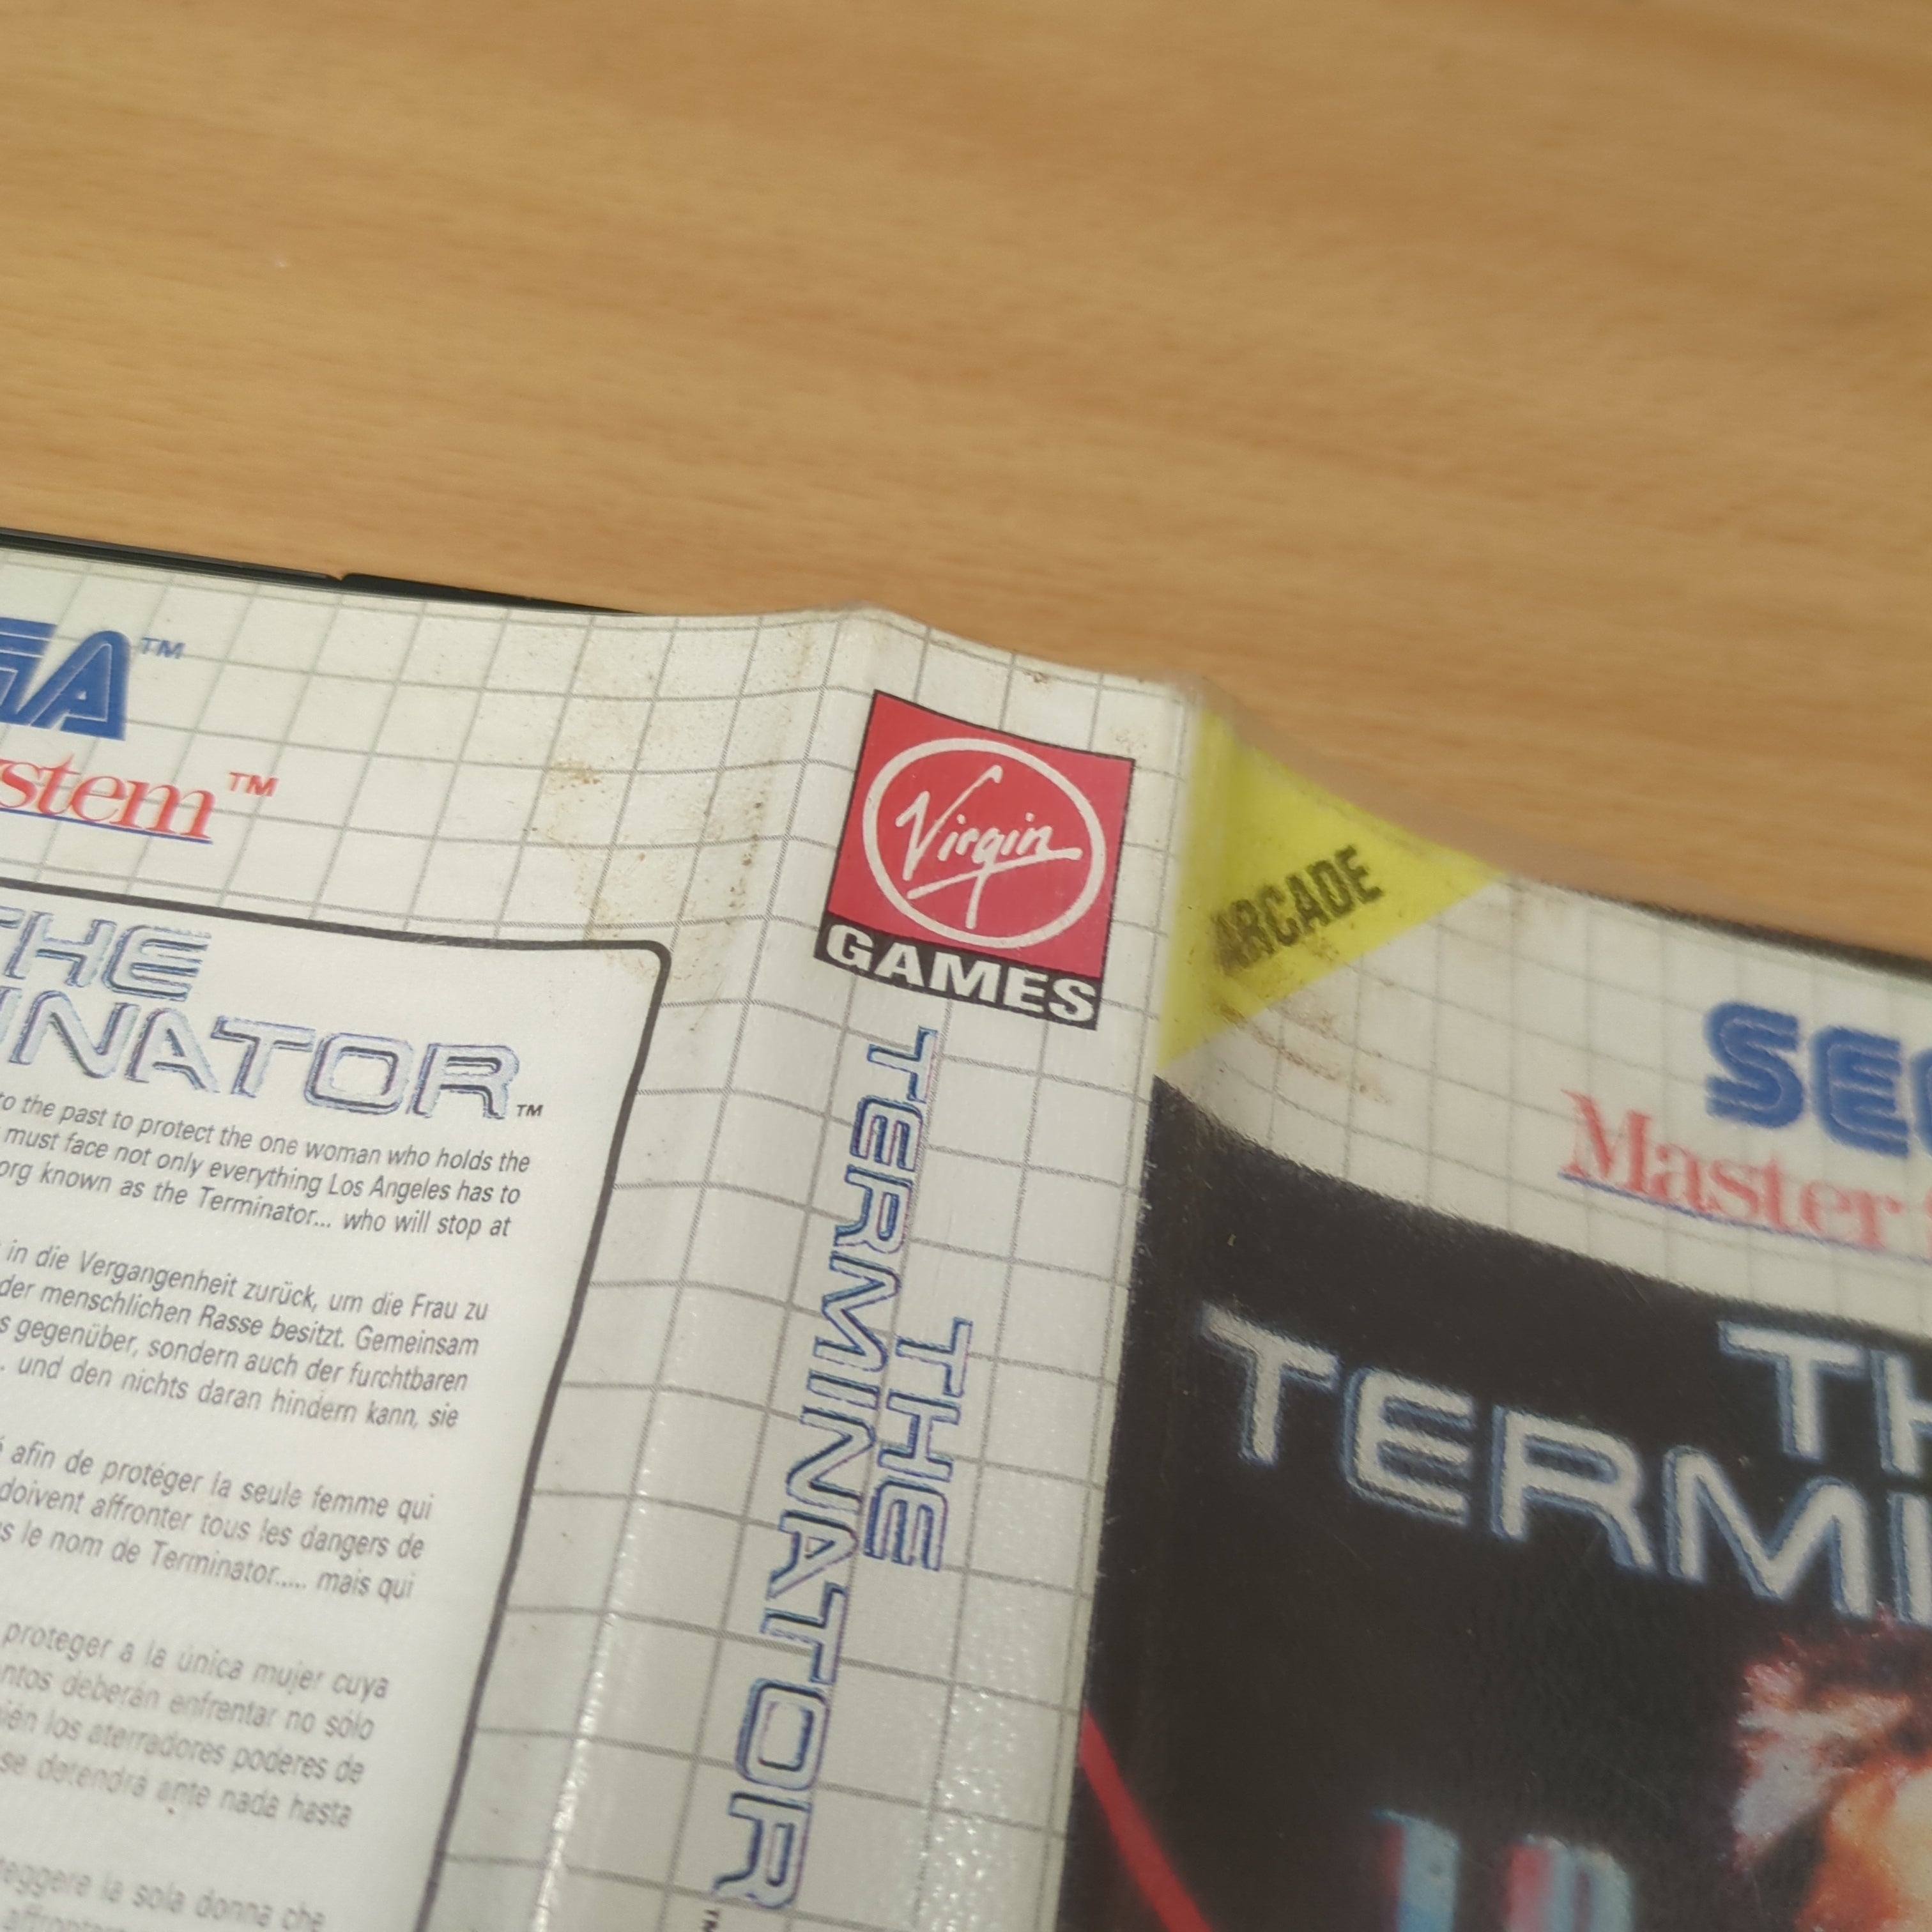 GA™
stem™
THE
INATOR™
to the past to protect the one woman who holds the
must face not only everything Los Angeles has to
org known as the Terminator... who will stop at
in die Vergangenheit zurück, um die Frau zu
der menschlichen Rasse besitzt. Gemeinsam
s gegenüber, sondern auch der furchtbaren
.. und den nichts daran hindern kann, sie
afin de protéger la seule femme qui
doivent affronter tous les dangers de
s le nom de Terminator..... mais qui
proteger a la única mujer cuya
ntos deberán enfrentar no sólo
ién los aterradores poderes de
se detendrá ante nada hasta
teggere la sola donna che
affrontar
Virgin
GAMES
THE
TERMINATOR™
ARCADE
SEG
Master
TH
TERMI